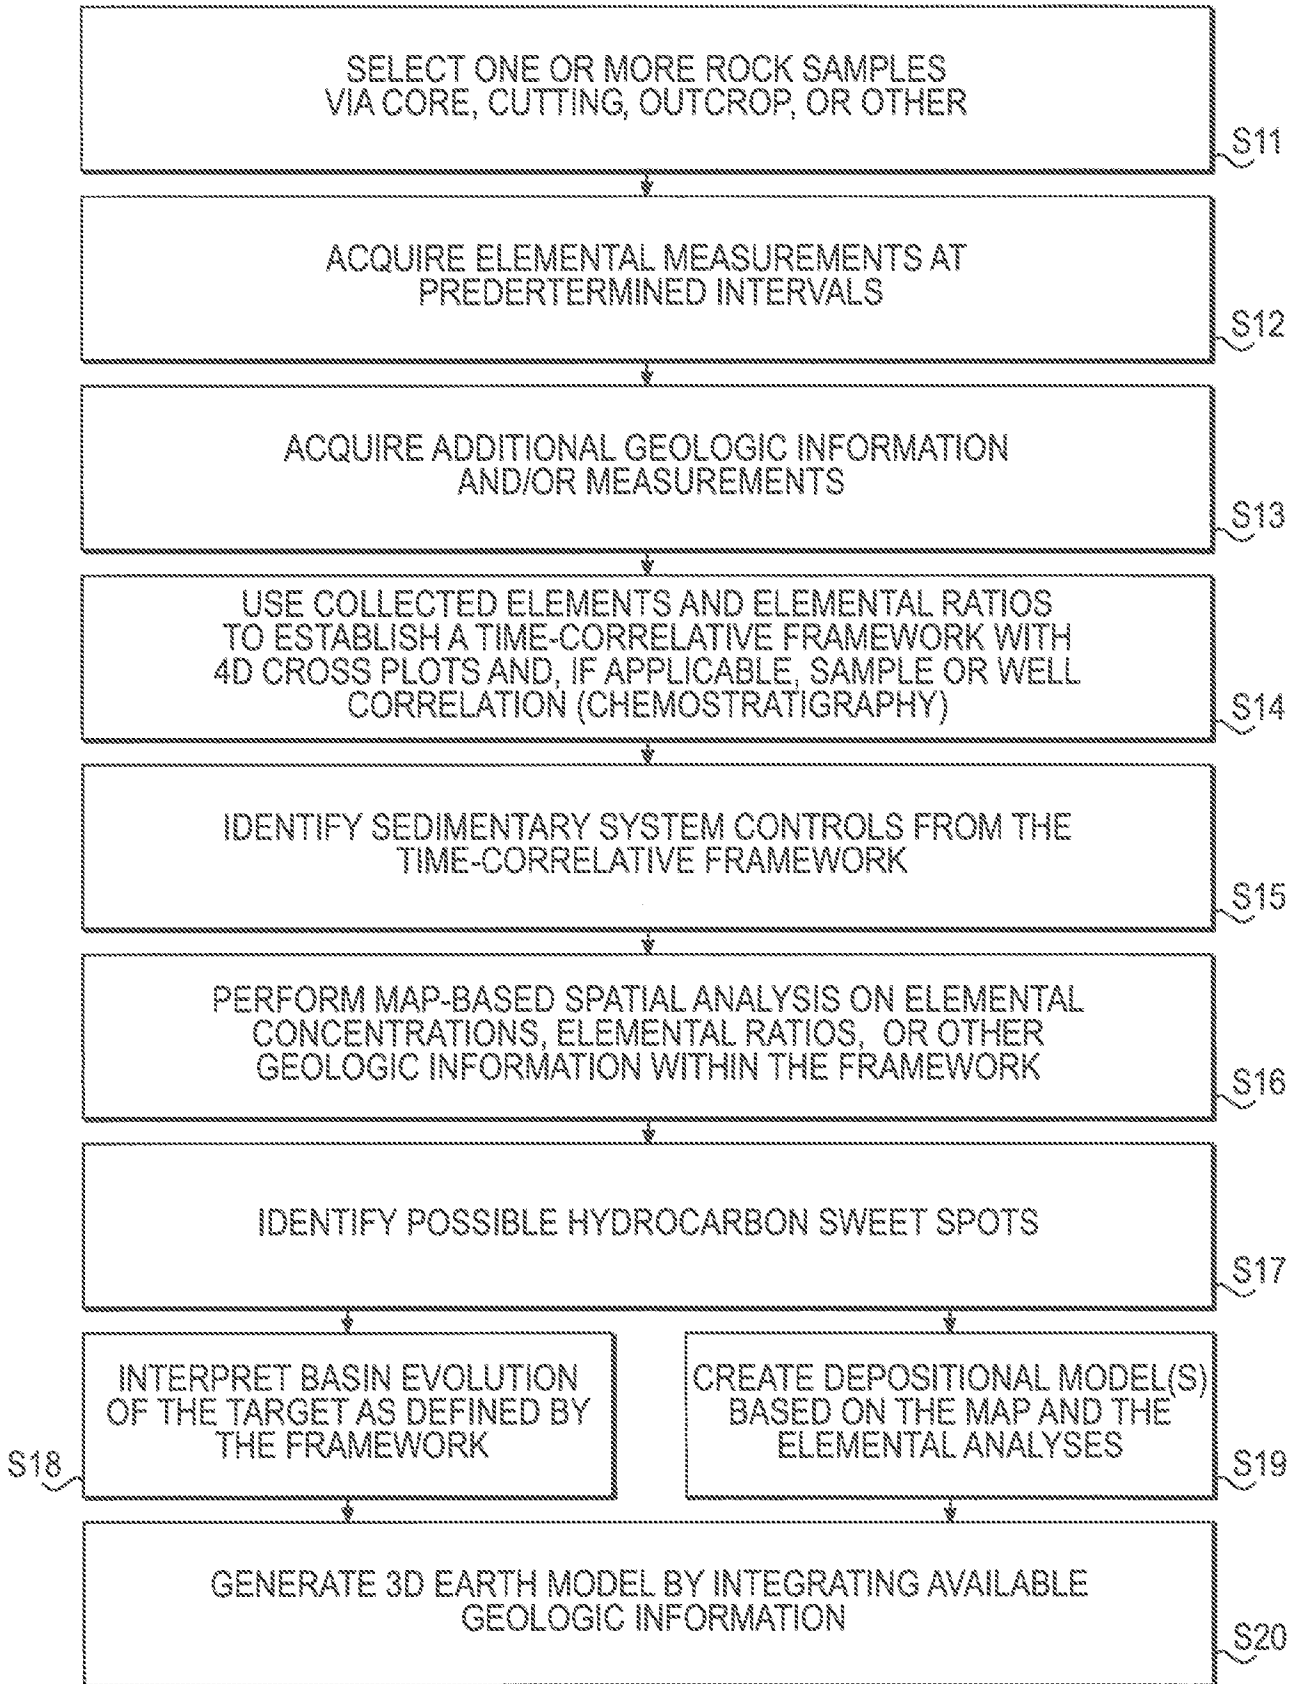 SELECT ONE OR MORE ROCK SAMPLES
VIA CORE, CUTTING, OUTCROP, OR OTHER
S11
ACQUIRE ELEMENTAL MEASUREMENTS AT
PREDERTERMINED INTERVALS
S12
ACQUIRE ADDITIONAL GEOLOGIC INFORMATION
AND/OR MEASUREMENTS
S13
USE COLLECTED ELEMENTS AND ELEMENTAL RATIOS
TO ESTABLISH A TIME-CORRELATIVE FRAMEWORK WITH
4D CROSS PLOTS AND, IF APPLICABLE, SAMPLE OR WELL
CORRELATION (CHEMOSTRATIGRAPHY)
S14
IDENTIFY SEDIMENTARY SYSTEM CONTROLS FROM THE
TIME-CORRELATIVE FRAMEWORK
S15
PERFORM MAP-BASED SPATIAL ANALYSIS ON ELEMENTAL
CONCENTRATIONS, ELEMENTAL RATIOS, OR OTHER
GEOLOGIC INFORMATION WITHIN THE FRAMEWORK
S16
IDENTIFY POSSIBLE HYDROCARBON SWEET SPOTS
S17
INTERPRET BASIN EVOLUTION
OF THE TARGET AS DEFINED BY
THE FRAMEWORK
S18
CREATE DEPOSITIONAL MODEL(S)
BASED ON THE MAP AND THE
ELEMENTAL ANALYSES
S19
GENERATE 3D EARTH MODEL BY INTEGRATING AVAILABLE
GEOLOGIC INFORMATION
S20